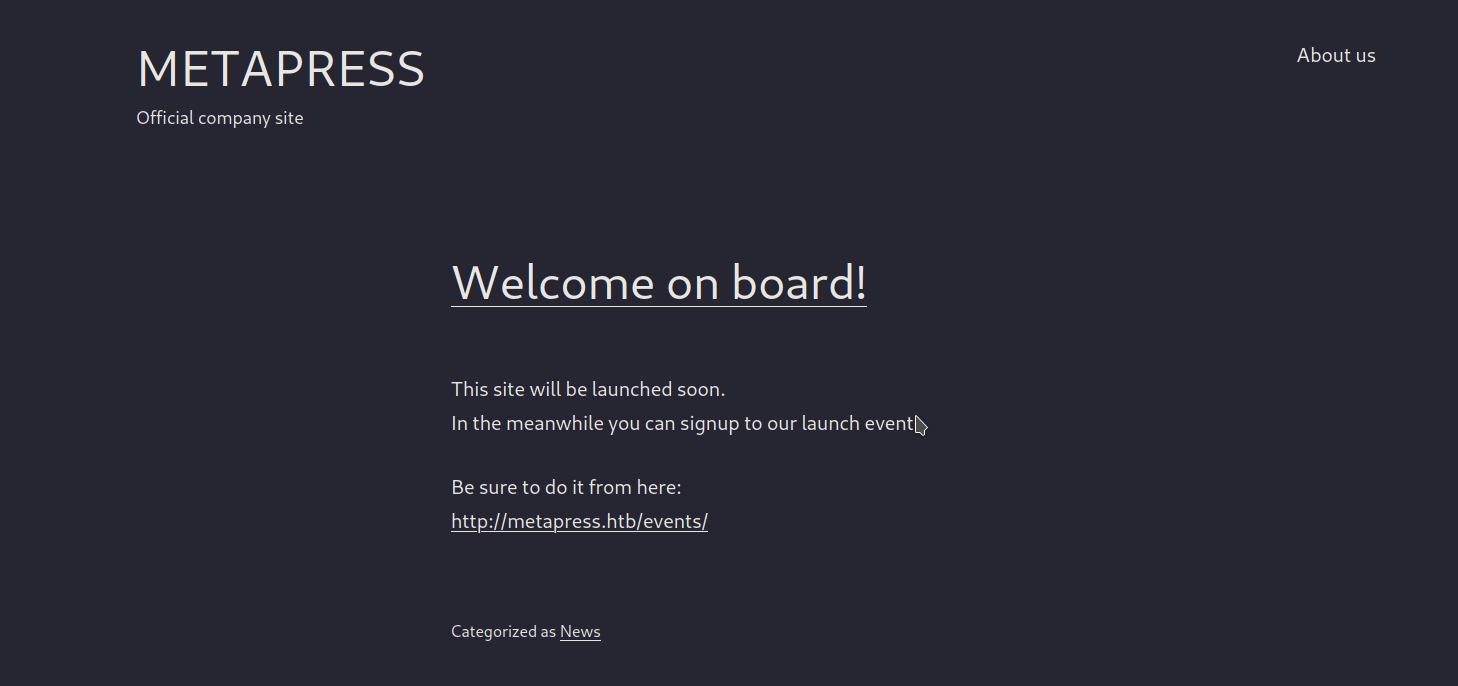 METAPRESS
About us
Official company site
Welcome on board!
This site will be launched soon.
In the meanwhile you can signup to our launch event
Be sure to do it from here:
http://metapress.htb/events/
Categorized as News